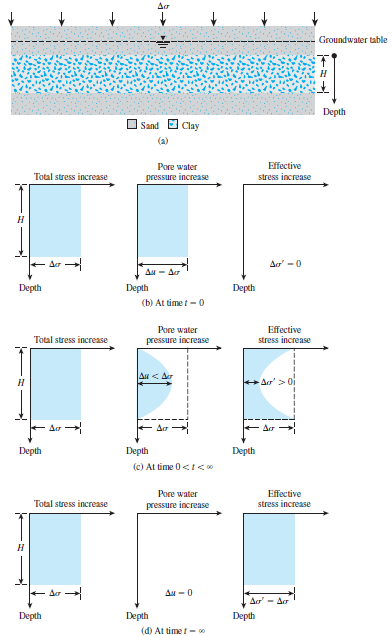 Δσ
Groundwater table
H
Depth
Sand Clay
(a)
Total stress increase
Pore water
pressure increase
Effective
stress increase
H
Δσ
Δu = Δσ
Δσ′ = 0
Depth
Depth
Depth
(b) At time t = 0
Total stress increase
Pore water
pressure increase
Effective
stress increase
H
Δu < Δσ
Δσ′ > 0
Δσ
Δσ
Δσ
Depth
Depth
Depth
(c) At time 0 < t < ∞
Total stress increase
Pore water
pressure increase
Effective
stress increase
H
Δσ
Δu = 0
Δσ′ = Δσ
Depth
Depth
Depth
(d) At time t = ∞